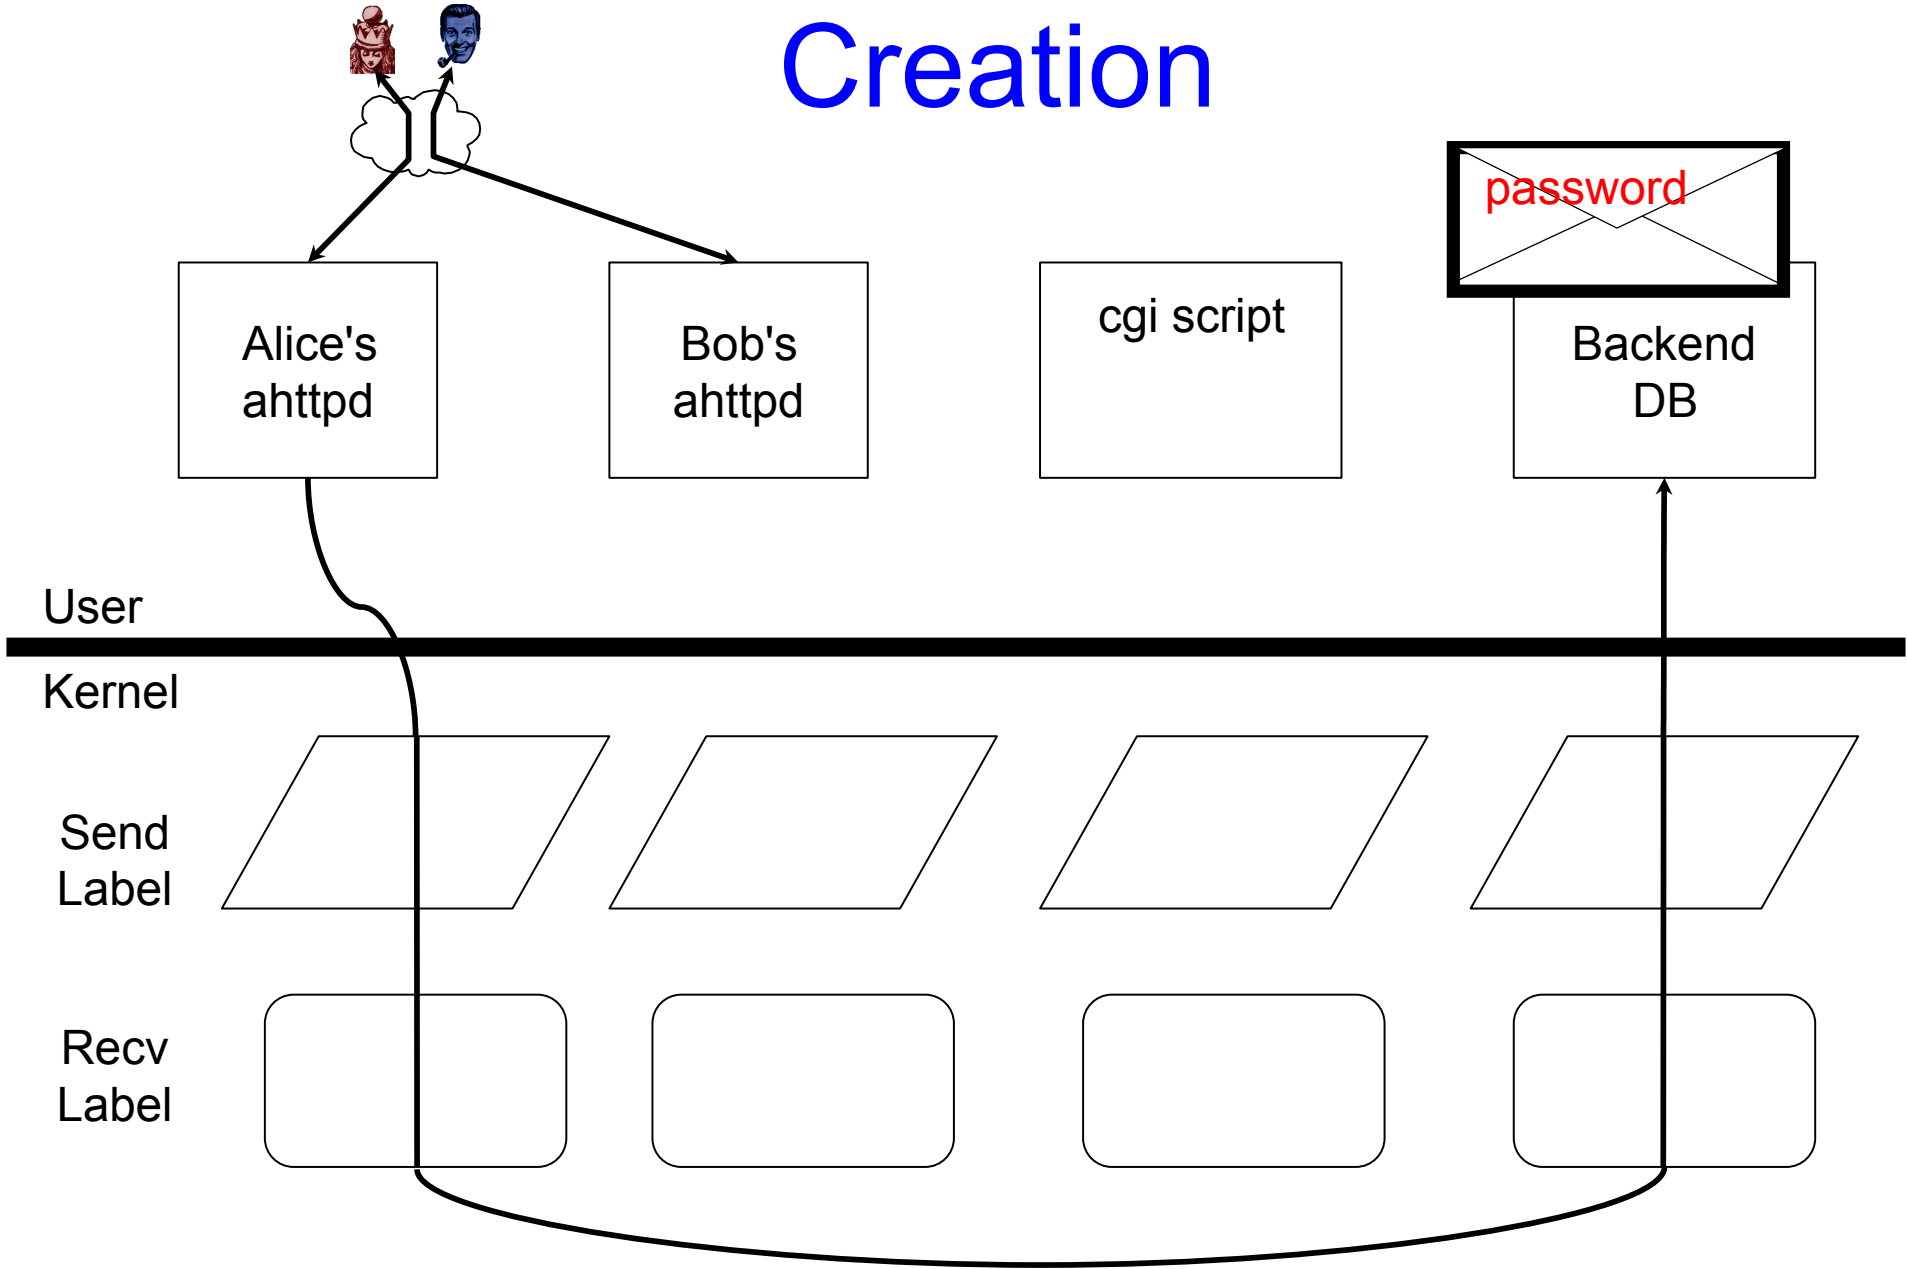 Creation
password
Alice's
ahttpd
Bob's
ahttpd
cgi script
Backend
DB
User
Kernel
Send
Label
Recv
Label